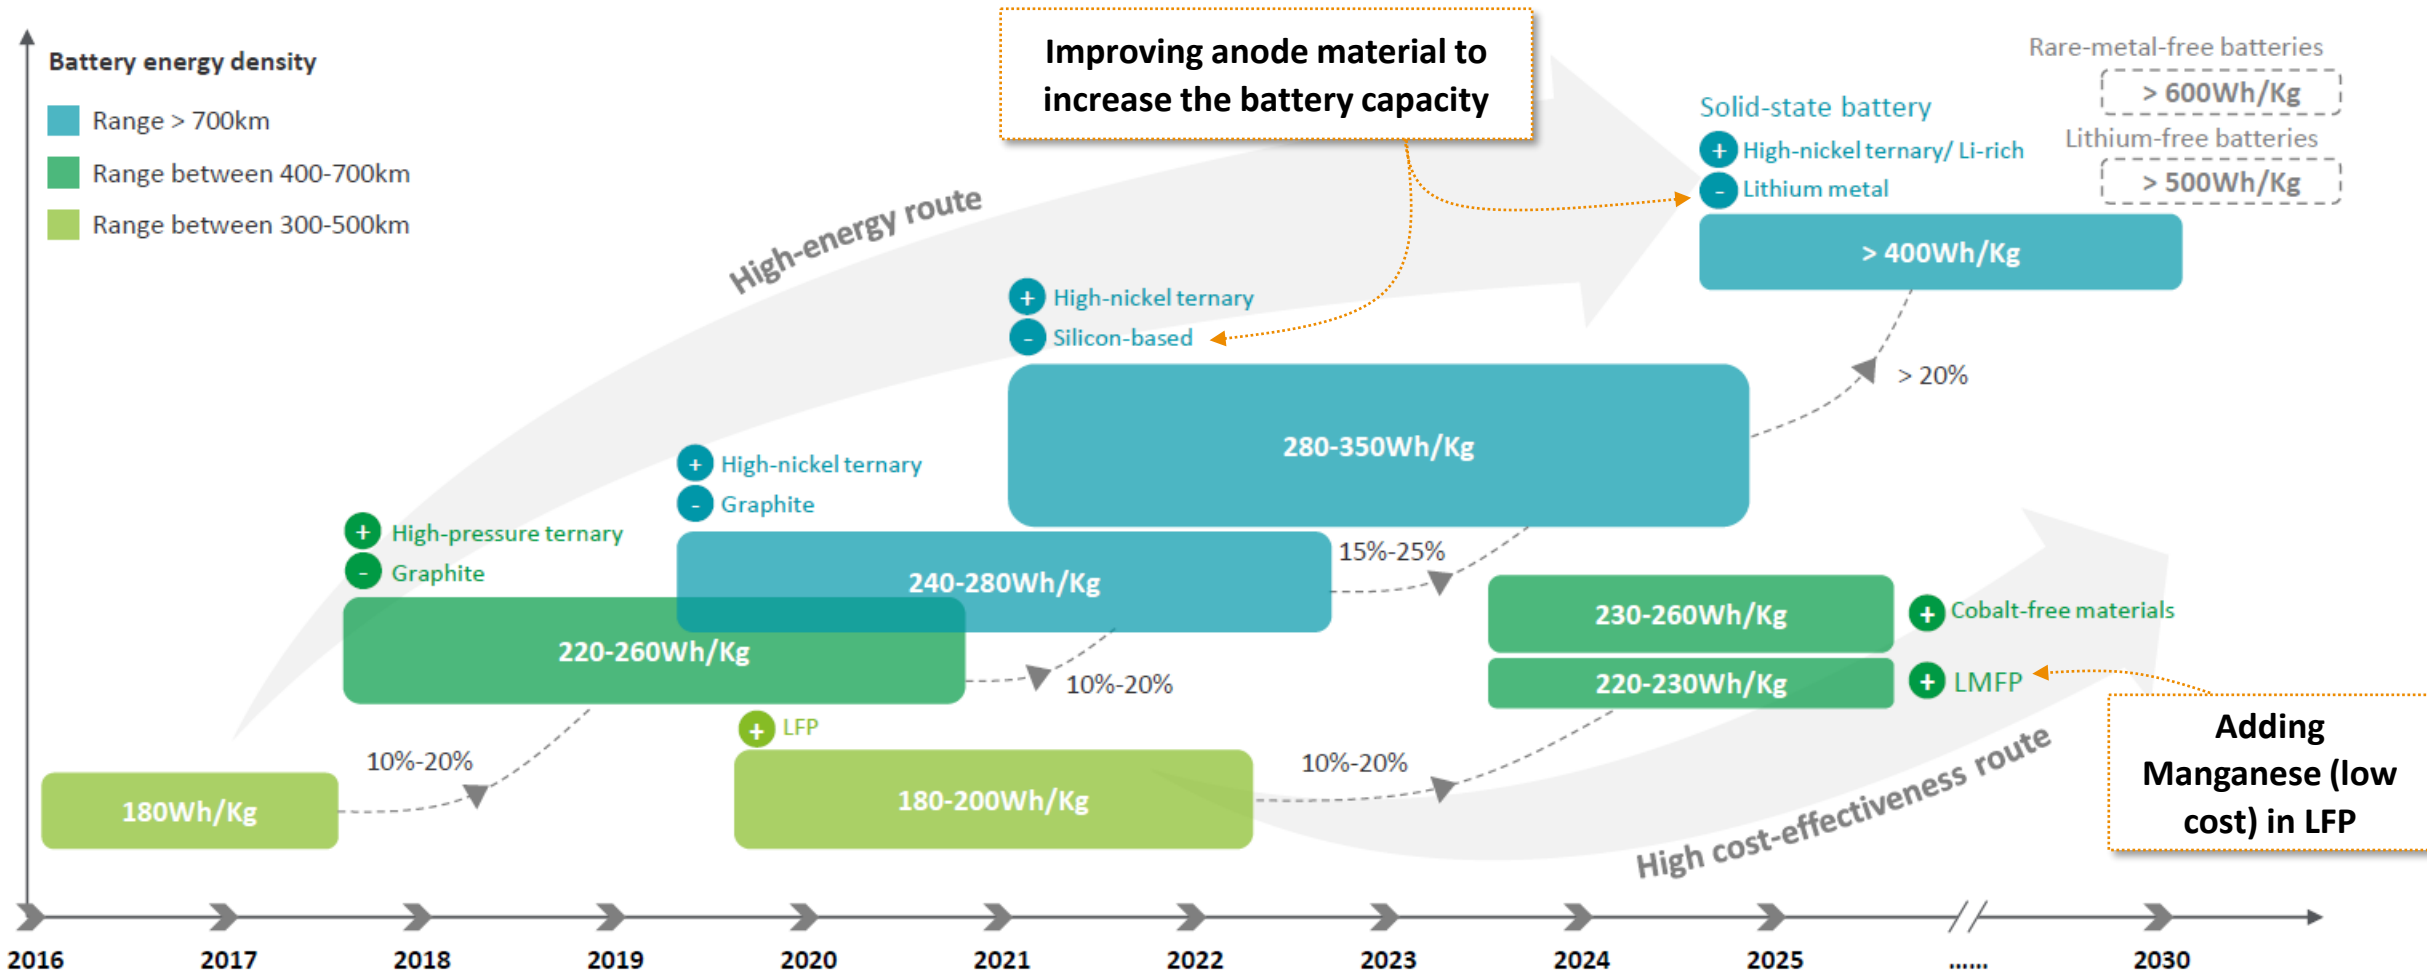 Battery energy density
Range > 700km
Range between 400-700km
Range between 300-500km
Improving anode material to
increase the battery capacity
Rare-metal-free batteries
> 600Wh/Kg
Lithium-free batteries
> 500Wh/Kg
Solid-state battery
+ High-nickel ternary/ Li-rich
- Lithium metal
> 400Wh/Kg
High-energy route
+ High-nickel ternary
- Silicon-based
280-350Wh/Kg
> 20%
+ High-nickel ternary
- Graphite
240-280Wh/Kg
15%-25%
+ High-pressure ternary
- Graphite
220-260Wh/Kg
10%-20%
230-260Wh/Kg
+ Cobalt-free materials
220-230Wh/Kg
+ LMFP
Adding
Manganese (low
cost) in LFP
180Wh/Kg
10%-20%
+ LFP
180-200Wh/Kg
10%-20%
High cost-effectiveness route
2016 2017 2018 2019 2020 2021 2022 2023 2024 2025 ...... 2030